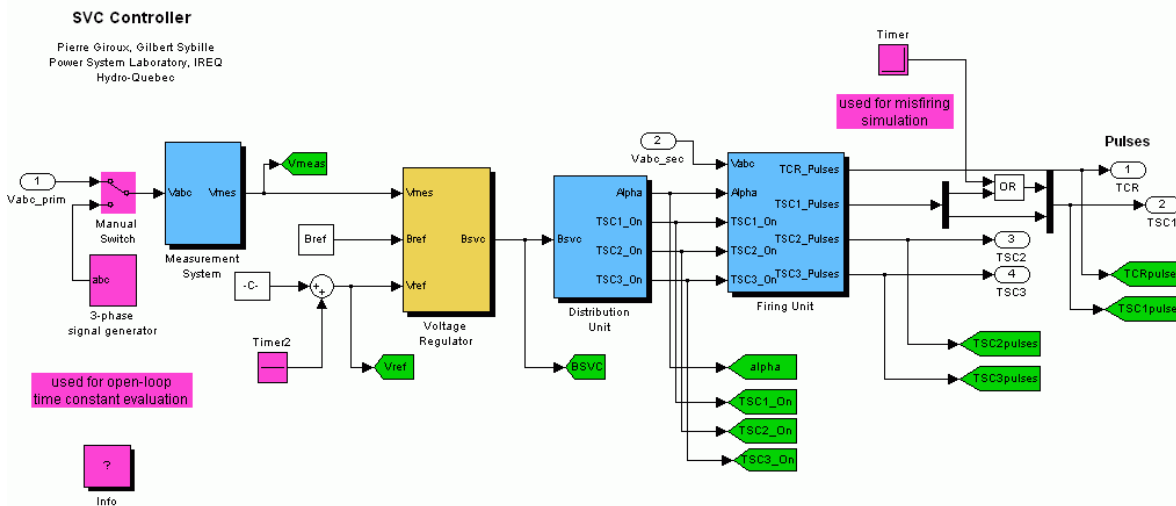 SVC Controller
Pierre Giroux, Gilbert Sybille
Power System Laboratory, IREQ
Hydro-Quebec
Timer
used for misfiring
simulation
Pulses
1
Vabc_prim
Manual
Switch
abc
3-phase
signal generator
Vabc
Vmes
Measurement
System
Vmeas
Bref
-C-
+
+
Timer2
Vref
Vmes
Bref
Vref
Bsvc
Voltage
Regulator
BSVC
Bsvc
Alpha
TSC1_On
TSC2_On
TSC3_On
Distribution
Unit
2
Vabc_sec
Vabc
Alpha
TSC1_On
TSC2_On
TSC3_On
TCR_Pulses
TSC1_Pulses
TSC2_Pulses
TSC3_Pulses
Firing Unit
OR
1
TCR
2
TSC1
3
TSC2
4
TSC3
TCRpulse
TSC1pulse
TSC2pulses
TSC3pulses
alpha
TSC1_On
TSC2_On
TSC3_On
used for open-loop
time constant evaluation
?
Info